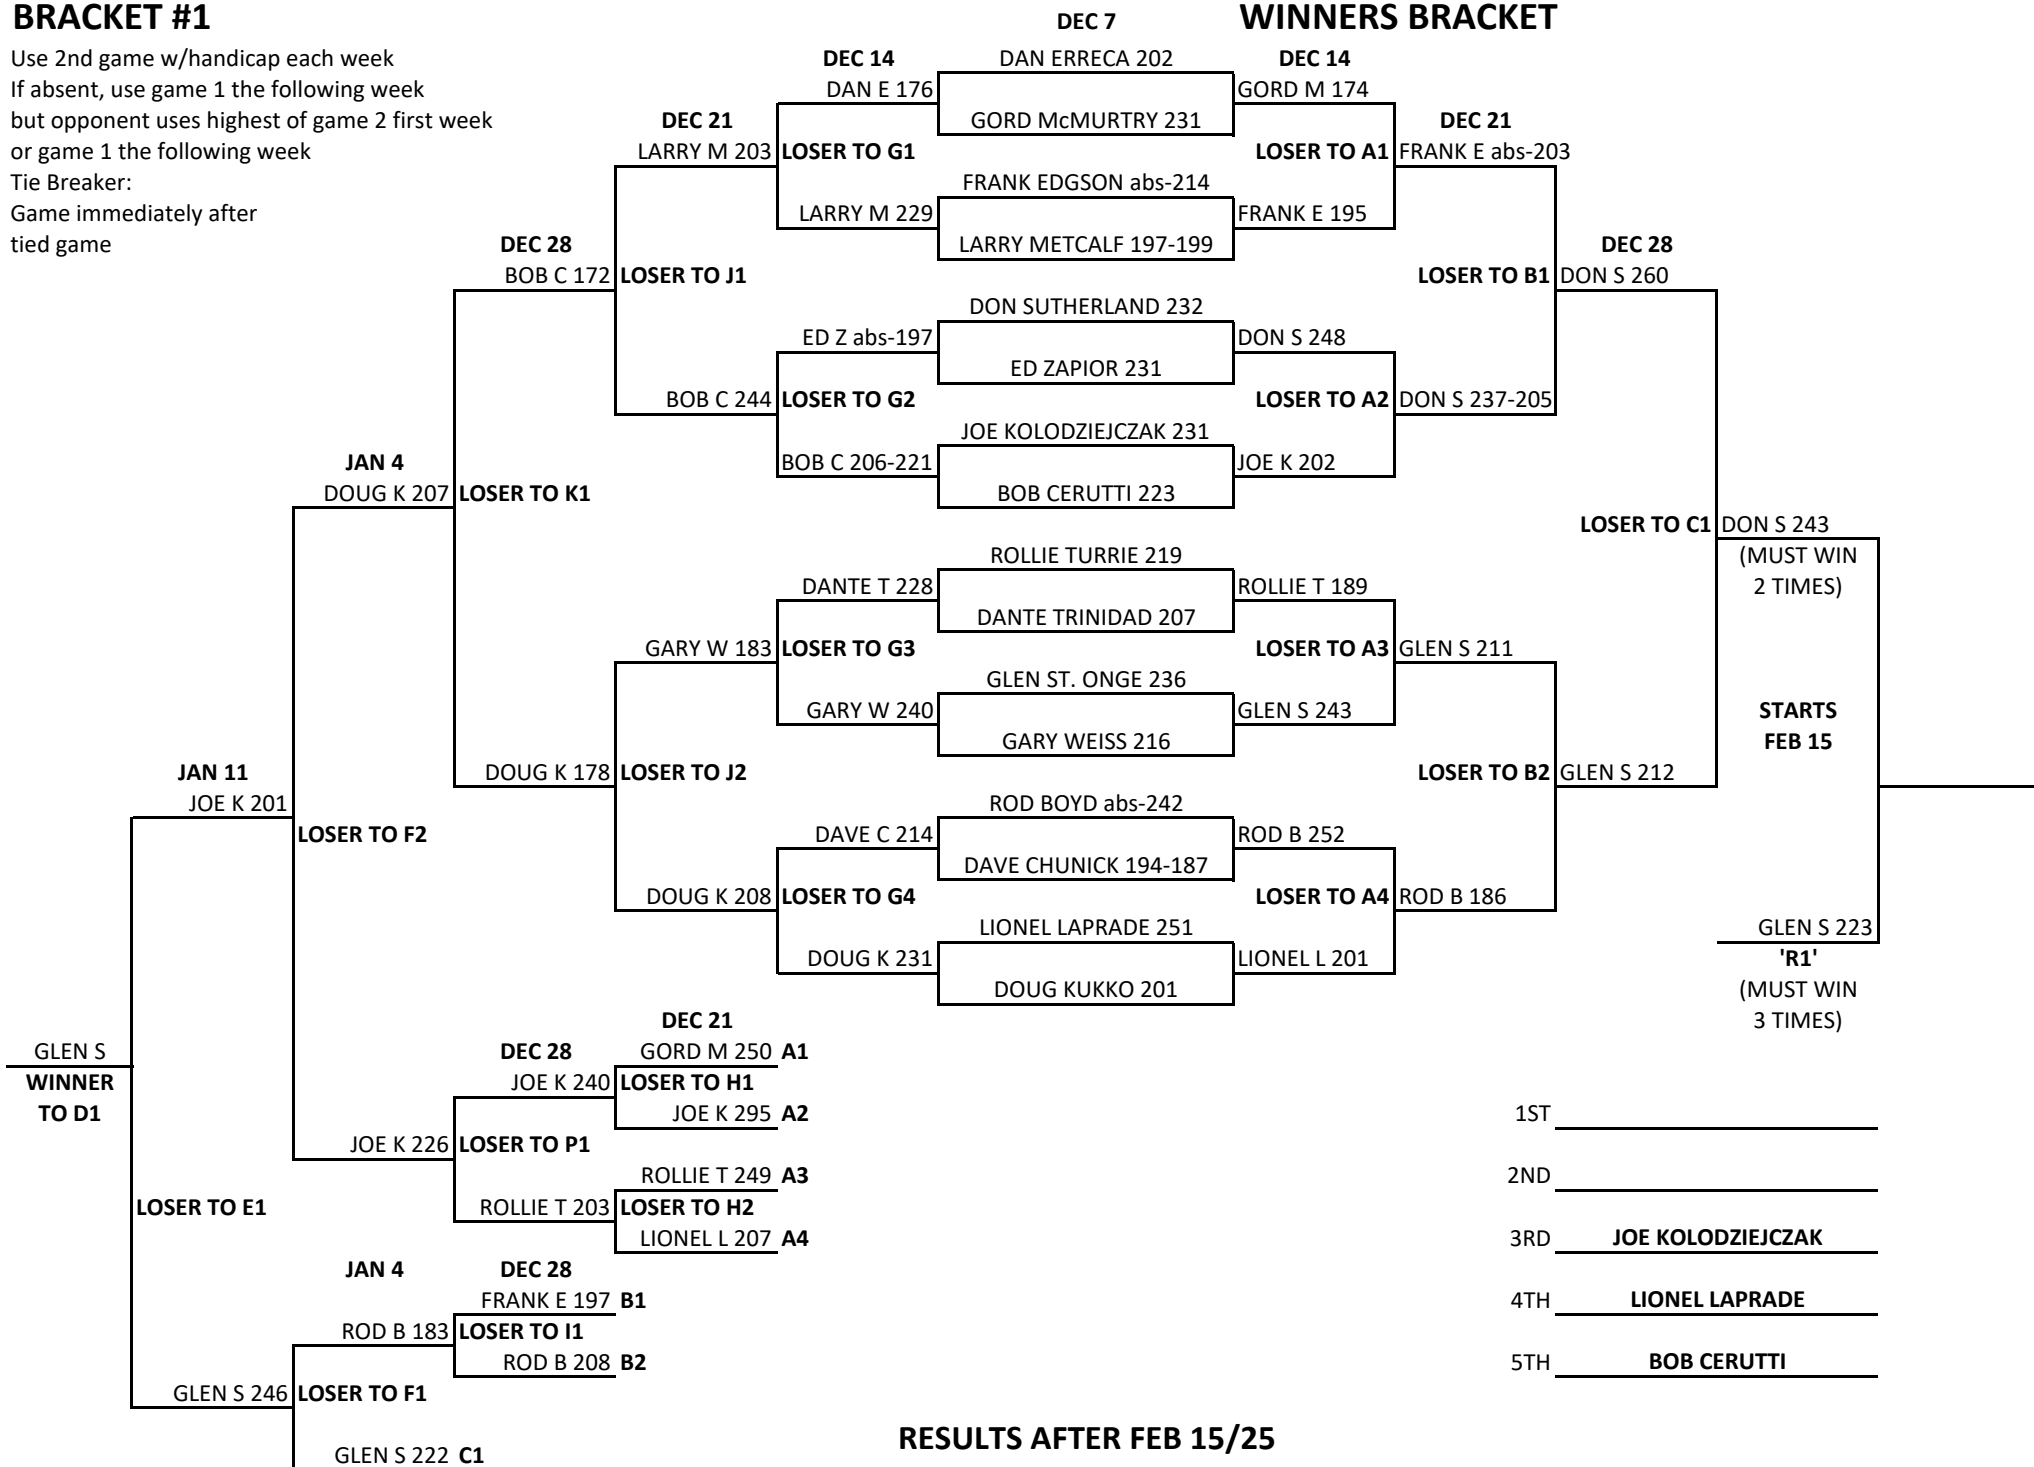 BRACKET #1
DEC 7
WINNERS BRACKET
Use 2nd game w/handicap each week
DEC 14
DAN ERRECA 202
DEC 14
If absent, use game 1 the following week
DAN E 176
GORD M 174
but opponent uses highest of game 2 first week
DEC 21
GORD McMURTRY 231
DEC 21
or game 1 the following week
LARRY M 203
LOSER TO G1
LOSER TO A1
FRANK E abs-203
Tie Breaker:
FRANK EDGSON abs-214
Game immediately after
LARRY M 229
FRANK E 195
tied game
DEC 28
LARRY METCALF 197-199
DEC 28
BOB C 172
LOSER TO J1
LOSER TO B1
DON S 260
DON SUTHERLAND 232
ED Z abs-197
DON S 248
ED ZAPIOR 231
BOB C 244
LOSER TO G2
LOSER TO A2
DON S 237-205
JOE KOLODZIEJCZAK 231
JAN 4
BOB C 206-221
JOE K 202
DOUG K 207
LOSER TO K1
BOB CERUTTI 223
LOSER TO C1
DON S 243
ROLLIE TURRIE 219
(MUST WIN
DANTE T 228
ROLLIE T 189
2 TIMES)
DANTE TRINIDAD 207
GARY W 183
LOSER TO G3
LOSER TO A3
GLEN S 211
GLEN ST. ONGE 236
GARY W 240
GLEN S 243
STARTS
GARY WEISS 216
FEB 15
JAN 11
DOUG K 178
LOSER TO J2
LOSER TO B2
GLEN S 212
JOE K 201
ROD BOYD abs-242
LOSER TO F2
DAVE C 214
ROD B 252
DAVE CHUNICK 194-187
DOUG K 208
LOSER TO G4
LOSER TO A4
ROD B 186
LIONEL LAPRADE 251
GLEN S 223
DOUG K 231
LIONEL L 201
'R1'
DOUG KUKKO 201
(MUST WIN
DEC 21
3 TIMES)
GLEN S
DEC 28
GORD M 250
A1
WINNER
JOE K 240
LOSER TO H1
TO D1
JOE K 295
A2
1ST
JOE K 226
LOSER TO P1
ROLLIE T 249
A3
2ND
LOSER TO E1
ROLLIE T 203
LOSER TO H2
LIONEL L 207
A4
3RD
JOE KOLODZIEJCZAK
JAN 4
DEC 28
FRANK E 197
B1
4TH
LIONEL LAPRADE
ROD B 183
LOSER TO I1
ROD B 208
B2
5TH
BOB CERUTTI
GLEN S 246
LOSER TO F1
RESULTS AFTER FEB 15/25
GLEN S 222
C1